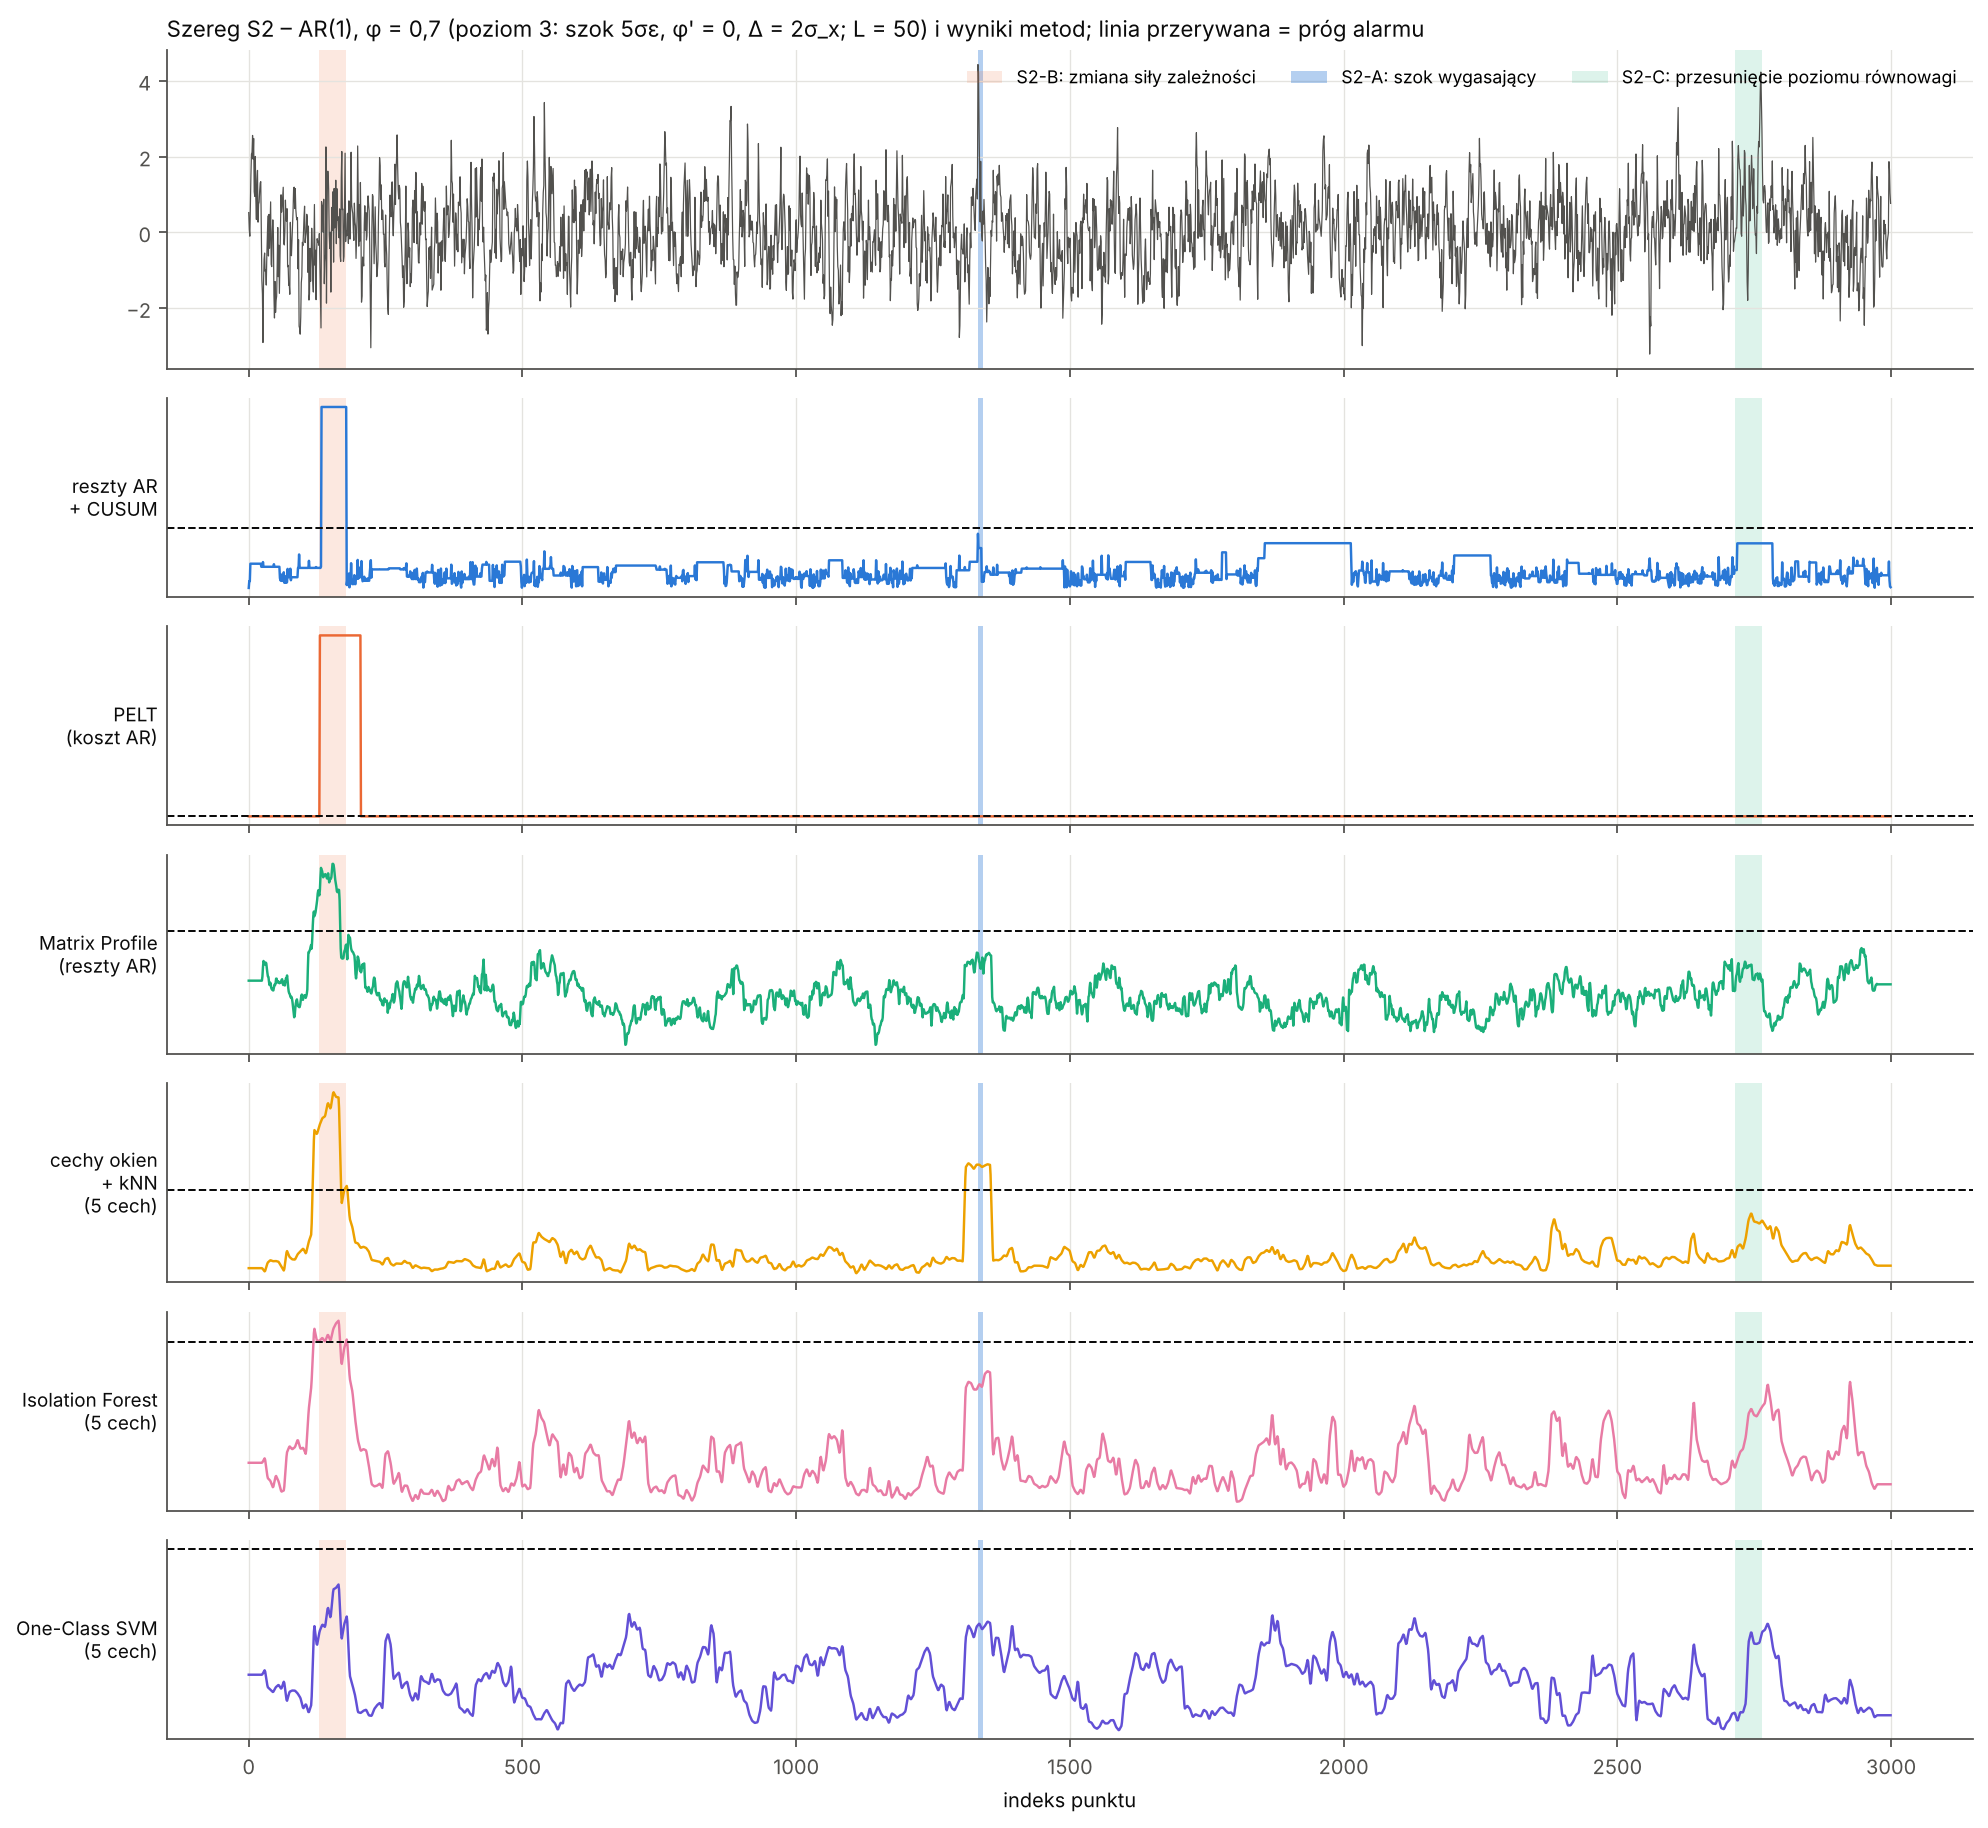 Szereg S2 – AR(1), φ = 0,7 (poziom 3: szok 5σε, φ' = 0, Δ = 2σ_x; L = 50) i wyniki metod; linia przerywana = próg alarmu
S2-B: zmiana siły zależności
S2-A: szok wygasający
S2-C: przesunięcie poziomu równowagi
4
2
0
−2
reszty AR
+ CUSUM
PELT
(koszt AR)
Matrix Profile
(reszty AR)
cechy okien
+ kNN
(5 cech)
Isolation Forest
(5 cech)
One-Class SVM
(5 cech)
0
500
1000
1500
2000
2500
3000
indeks punktu